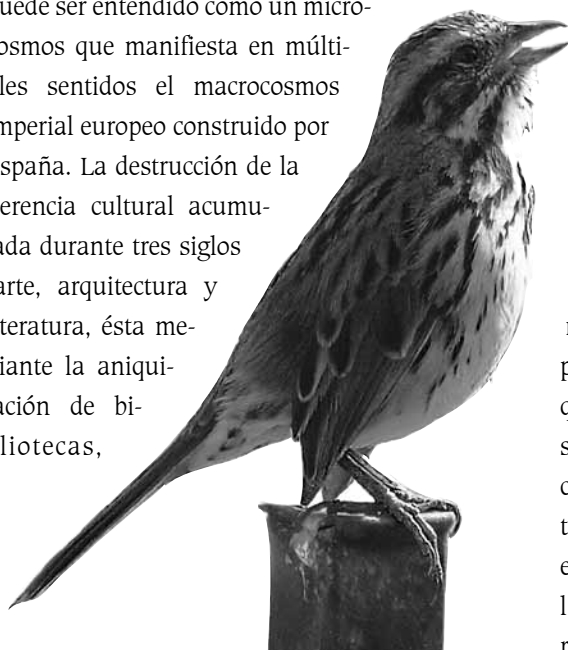 uede ser entendido como un micro-
osmos que manifiesta en múlti-
les sentidos el macrocosmos
mperial europeo construido por
spaña. La destrucción de la
erencia cultural acumu-
ada durante tres siglos
arte, arquitectura y
teratura, ésta me-
iante la aniqui-
ación de bi-
liotecas,
p
q
s
c
t
e
l